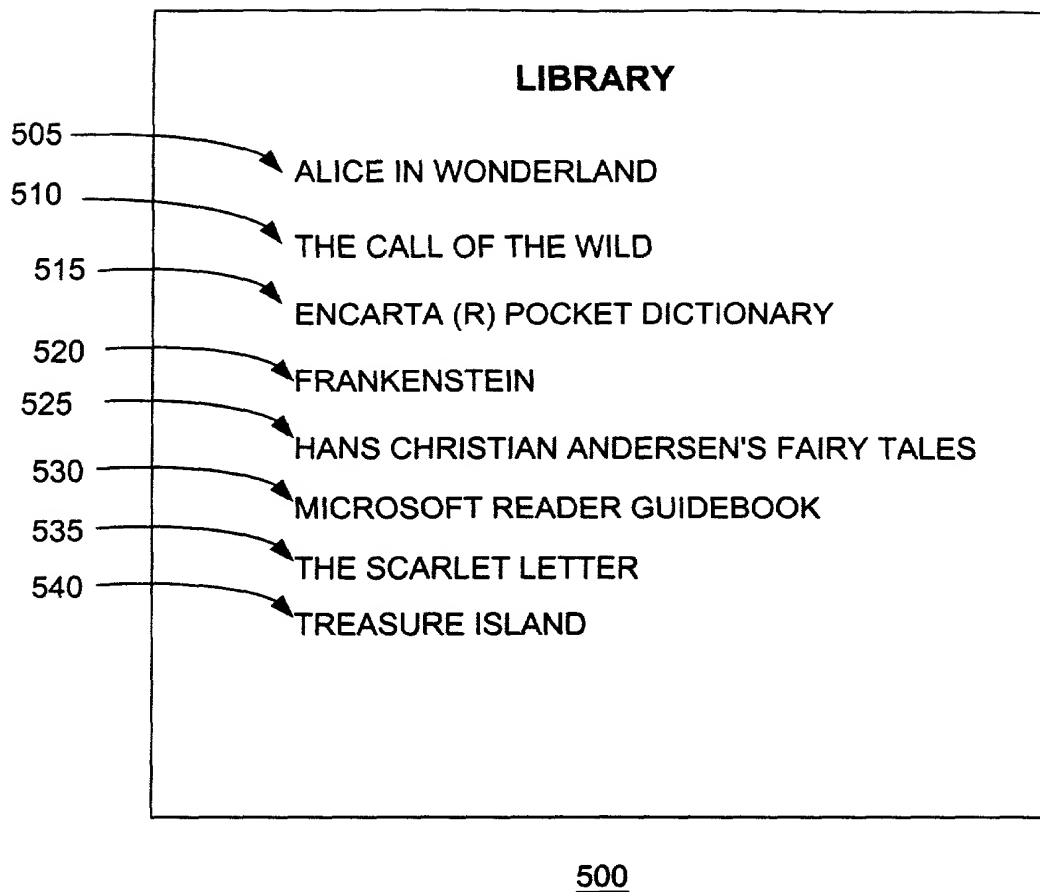 LIBRARY
505
ALICE IN WONDERLAND
510
THE CALL OF THE WILD
515
ENCARTA (R) POCKET DICTIONARY
520
FRANKENSTEIN
525
HANS CHRISTIAN ANDERSEN'S FAIRY TALES
530
MICROSOFT READER GUIDEBOOK
535
THE SCARLET LETTER
540
TREASURE ISLAND
500